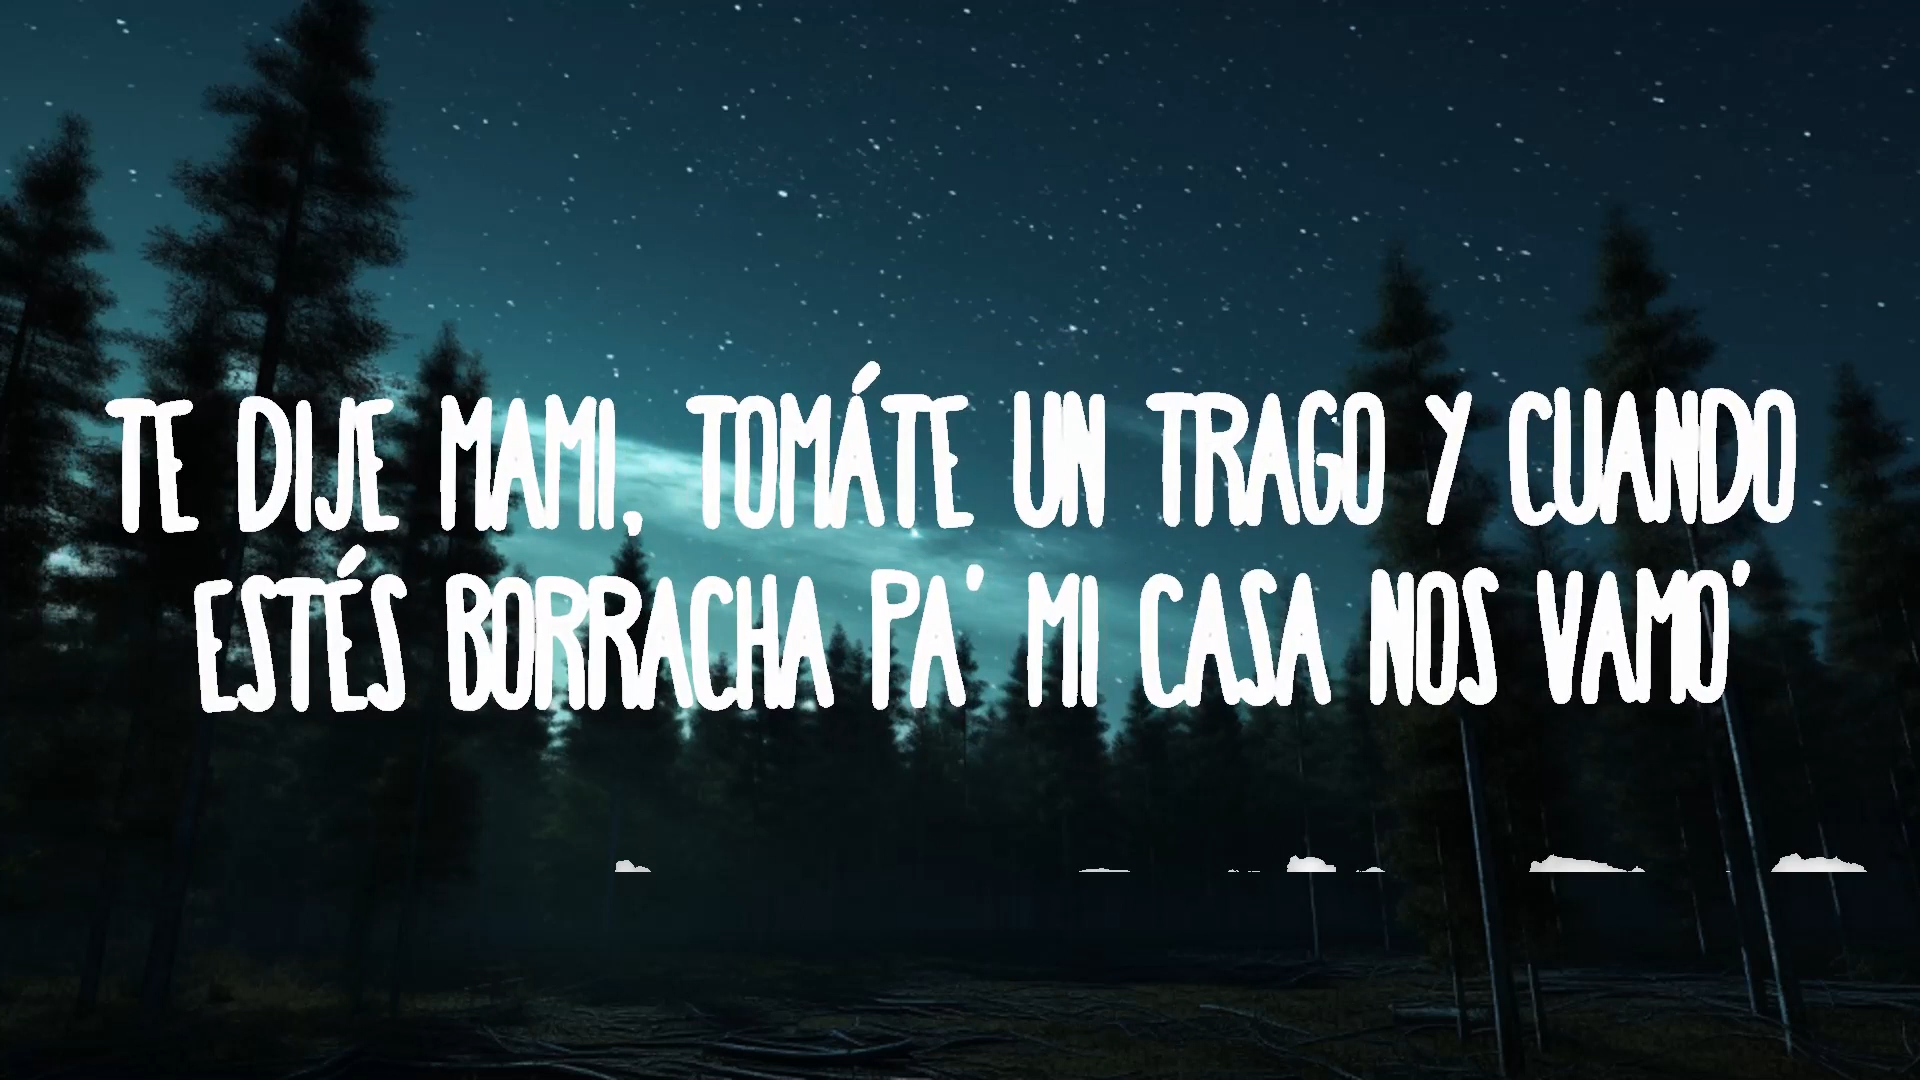 TE DIJE MAMI, TOMÁTE UN TRAGO Y CUANDO
ESTÉS BORRACHA PA' MI CASA NOS VAMO'